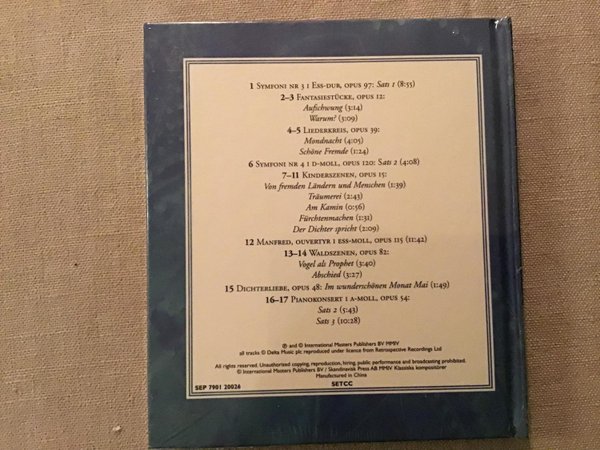 1 Symfoni nr 3 i Ess-dur, opus 97: Sats 1 (8:55)
2–3 Fantasiestücke, opus 12:
Aufschwung (3:14)
Warum? (3:09)
4–5 Liederkreis, opus 39:
Mondnacht (4:05)
Schöne Fremde (1:24)
6 Symfoni nr 4 i d-moll, opus 120: Sats 2 (4:08)
7–11 Kinderszenen, opus 15:
Von fremden Ländern und Menschen (1:39)
Träumerei (2:43)
Am Kamin (0:56)
Fürchtenmachen (1:31)
Der Dichter spricht (2:09)
12 Manfred, ouvertyr i ess-moll, opus 115 (11:42)
13–14 Waldszenen, opus 82:
Vogel als Prophet (3:40)
Abschied (3:27)
15 Dichterliebe, opus 48: Im wunderschönen Monat Mai (1:49)
16–17 Pianokonsert i a-moll, opus 54:
Sats 2 (5:43)
Sats 3 (10:28)
℗ and © International Masters Publishers BV MMIV
all tracks © Delta Music plc reproduced under licence from Retrospective Recordings Ltd
All rights reserved. Unauthorized copying, reproduction, hiring, public performance and broadcasting prohibited.
© International Masters Publishers BV / Skandinavisk Press AB MMIV Klassiska kompositörer
Manufactured in China
SEP 7901 20026 SETCC